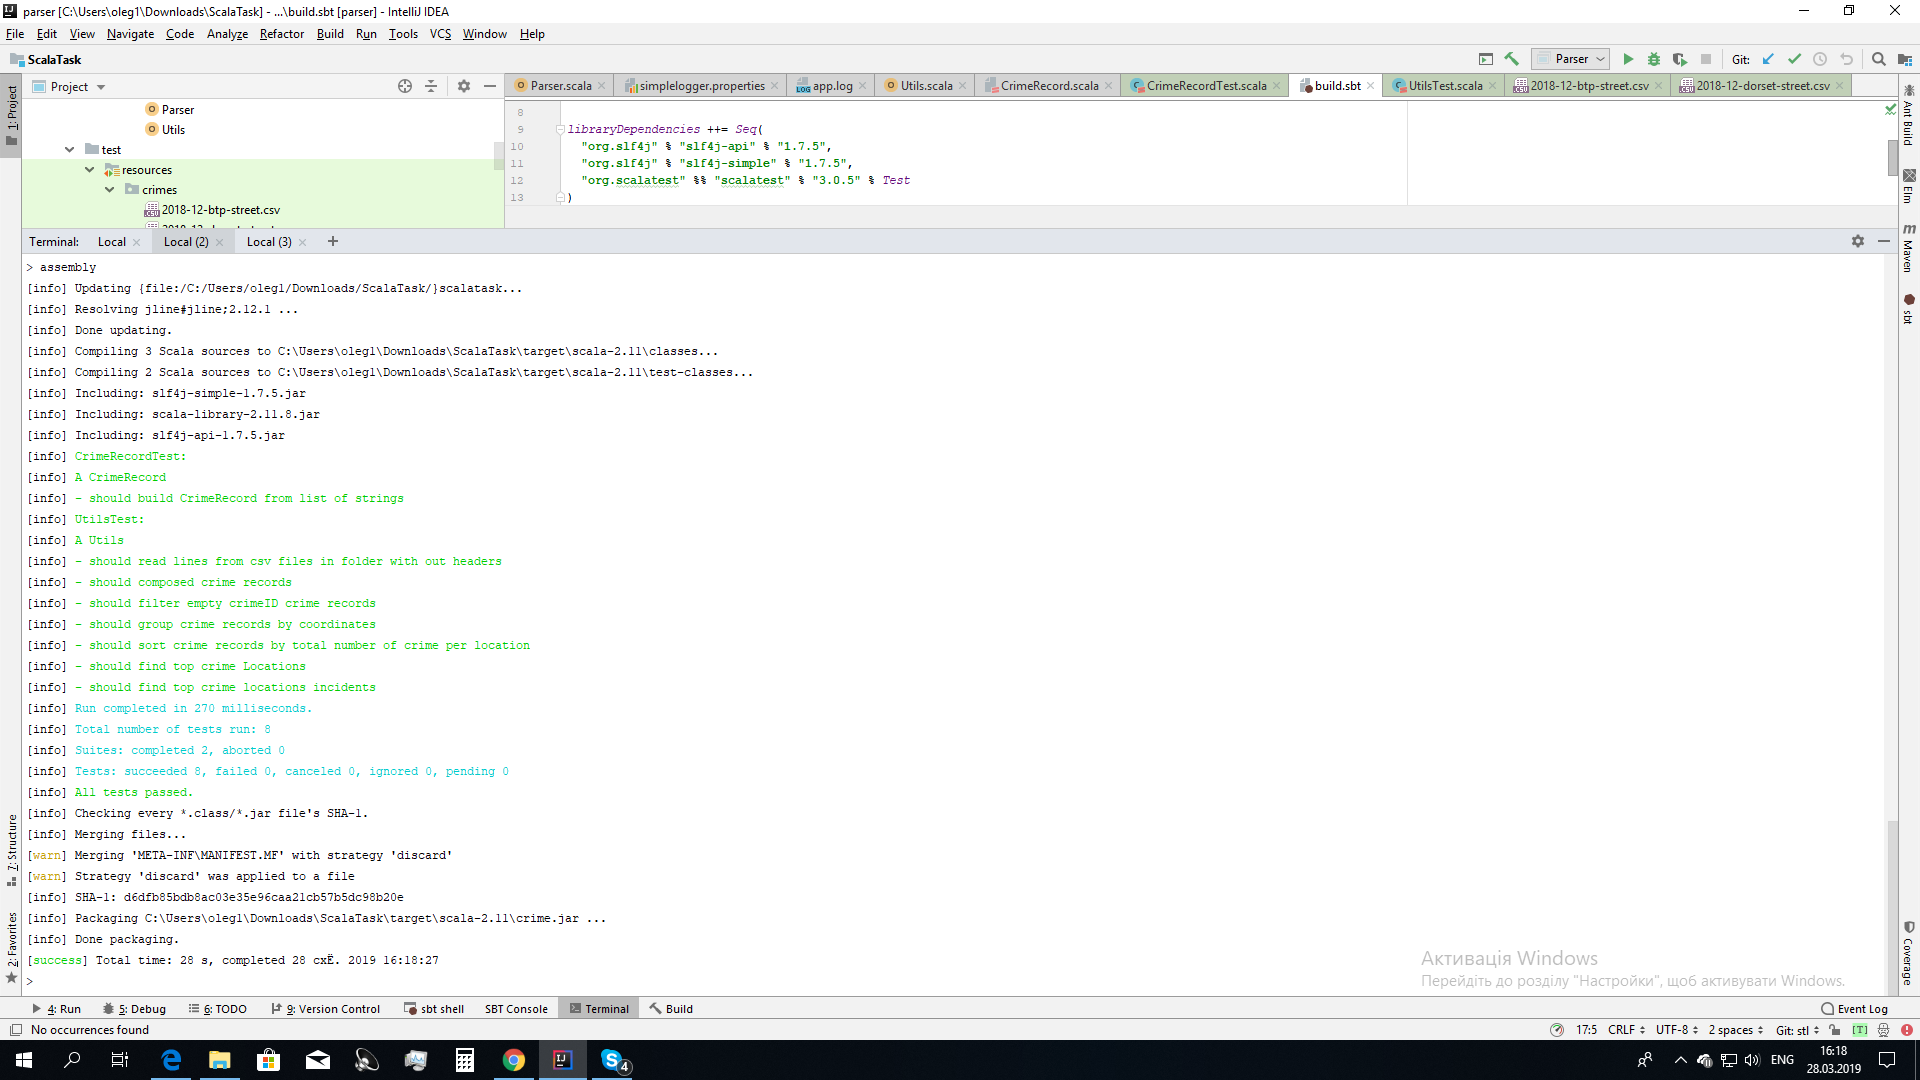 parser [C:\Users\oleg1\Downloads\ScalaTask] - ...\build.sbt [parser] - IntelliJ IDEA
File Edit View Navigate Code Analyze Refactor Build Run Tools VCS Window Help
ScalaTask
Parser
Git:
1: Project
Project
Parser.scala
simplelogger.properties
app.log
Utils.scala
CrimeRecord.scala
CrimeRecordTest.scala
build.sbt
UtilsTest.scala
2018-12-btp-street.csv
2018-12-dorset-street.csv
Parser
Utils
test
resources
crimes
2018-12-btp-street.csv
8
9 libraryDependencies ++= Seq(
10 "org.slf4j" % "slf4j-api" % "1.7.5",
11 "org.slf4j" % "slf4j-simple" % "1.7.5",
12 "org.scalatest" %% "scalatest" % "3.0.5" % Test
13 )
Ant Build
Elm
Maven
sbt
Coverage
Terminal: Local Local (2) Local (3)
> assembly
[info] Updating {file:/C:/Users/oleg1/Downloads/ScalaTask/}scalatask...
[info] Resolving jline#jline;2.12.1 ...
[info] Done updating.
[info] Compiling 3 Scala sources to C:\Users\oleg1\Downloads\ScalaTask\target\scala-2.11\classes...
[info] Compiling 2 Scala sources to C:\Users\oleg1\Downloads\ScalaTask\target\scala-2.11\test-classes...
[info] Including: slf4j-simple-1.7.5.jar
[info] Including: scala-library-2.11.8.jar
[info] Including: slf4j-api-1.7.5.jar
[info] CrimeRecordTest:
[info] A CrimeRecord
[info] - should build CrimeRecord from list of strings
[info] UtilsTest:
[info] A Utils
[info] - should read lines from csv files in folder with out headers
[info] - should composed crime records
[info] - should filter empty crimeID crime records
[info] - should group crime records by coordinates
[info] - should sort crime records by total number of crime per location
[info] - should find top crime Locations
[info] - should find top crime locations incidents
[info] Run completed in 270 milliseconds.
[info] Total number of tests run: 8
[info] Suites: completed 2, aborted 0
[info] Tests: succeeded 8, failed 0, canceled 0, ignored 0, pending 0
[info] All tests passed.
[info] Checking every *.class/*.jar file's SHA-1.
[info] Merging files...
[warn] Merging 'META-INF\MANIFEST.MF' with strategy 'discard'
[warn] Strategy 'discard' was applied to a file
[info] SHA-1: d6dfb85bdb8ac03e35e96caa21cb57b5dc98b20e
[info] Packaging C:\Users\oleg1\Downloads\ScalaTask\target\scala-2.11\crime.jar ...
[info] Done packaging.
[success] Total time: 28 s, completed 28 схЁ. 2019 16:18:27
>
7: Structure
2: Favorites
Активація Windows
Перейдіть до розділу "Настройки", щоб активувати Windows.
4: Run 5: Debug 6: TODO 9: Version Control sbt shell SBT Console Terminal Build Event Log
No occurrences found 17:5 CRLF UTF-8 2 spaces Git: stl [T]
4 ENG 16:18
28.03.2019